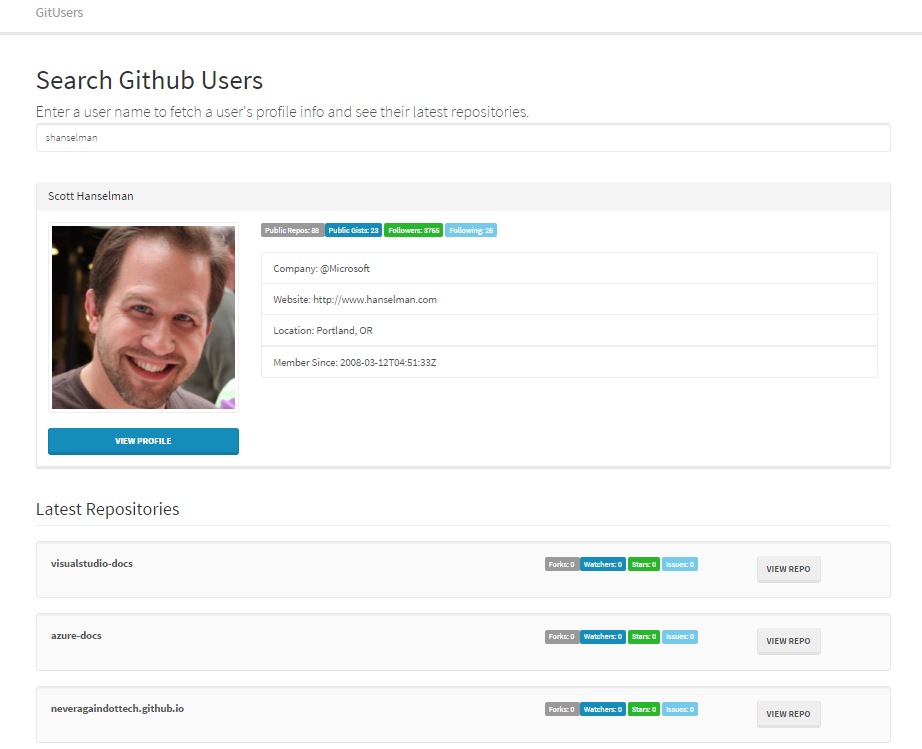 GitUsers
Search Github Users
Enter a user name to fetch a user's profile info and see their latest repositories.
shanselman
Scott Hanselman
Public Repos: 88 Public Gists: 23 Followers: 3765 Following: 26
Company: @Microsoft
Website: http://www.hanselman.com
Location: Portland, OR
Member Since: 2008-03-12T04:51:33Z
VIEW PROFILE
Latest Repositories
visualstudio-docs Forks: 0 Watchers: 0 Stars: 0 Issues: 0 VIEW REPO
azure-docs Forks: 0 Watchers: 0 Stars: 0 Issues: 0 VIEW REPO
neveragaindottech.github.io Forks: 0 Watchers: 0 Stars: 0 Issues: 0 VIEW REPO